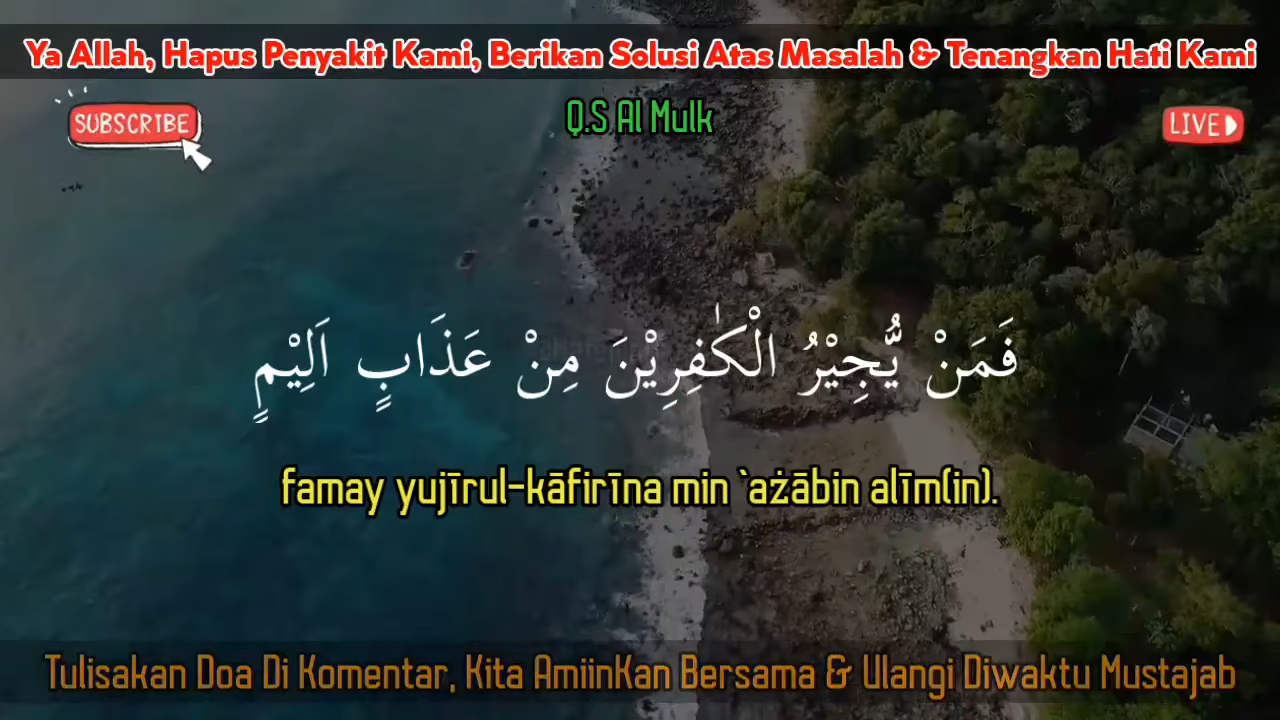 Ya Allah, Hapus Penyakit Kami, Berikan Solusi Atas Masalah & Tenangkan Hati Kami
SUBSCRIBE
Q.S Al Mulk
LIVE
فَمَنْ يُّجِيْرُ الْكٰفِرِيْنَ مِنْ عَذَابٍ اَلِيْمٍ
famay yujīrul-kāfirīna min `ażābin alīm(in).
Tulisakan Doa Di Komentar, Kita AmiinKan Bersama & Ulangi Diwaktu Mustajab